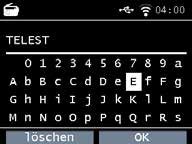 04:00
TELEST
0 1 2 3 4 5 6 7 8 9 a
A b B c C d D e E f F g
G h H i I j J k K l L m
M n N o O p P q Q r R s
löschen OK